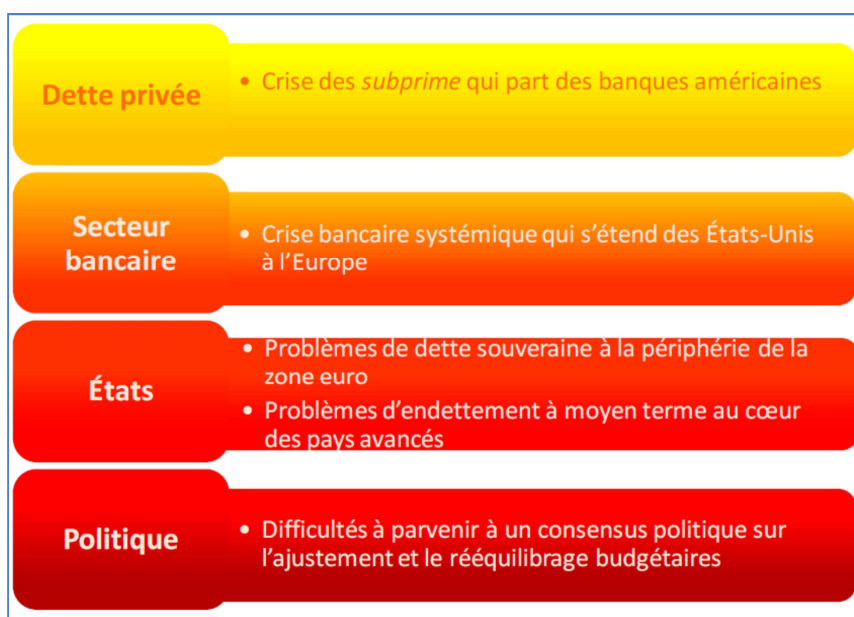 Dette privée
• Crise des subprime qui part des banques américaines
Secteur
bancaire
• Crise bancaire systémique qui s’étend des États-Unis
à l’Europe
États
• Problèmes de dette souveraine à la périphérie de la
zone euro
• Problèmes d’endettement à moyen terme au cœur
des pays avancés
Politique
• Difficultés à parvenir à un consensus politique sur
l’ajustement et le rééquilibrage budgétaires